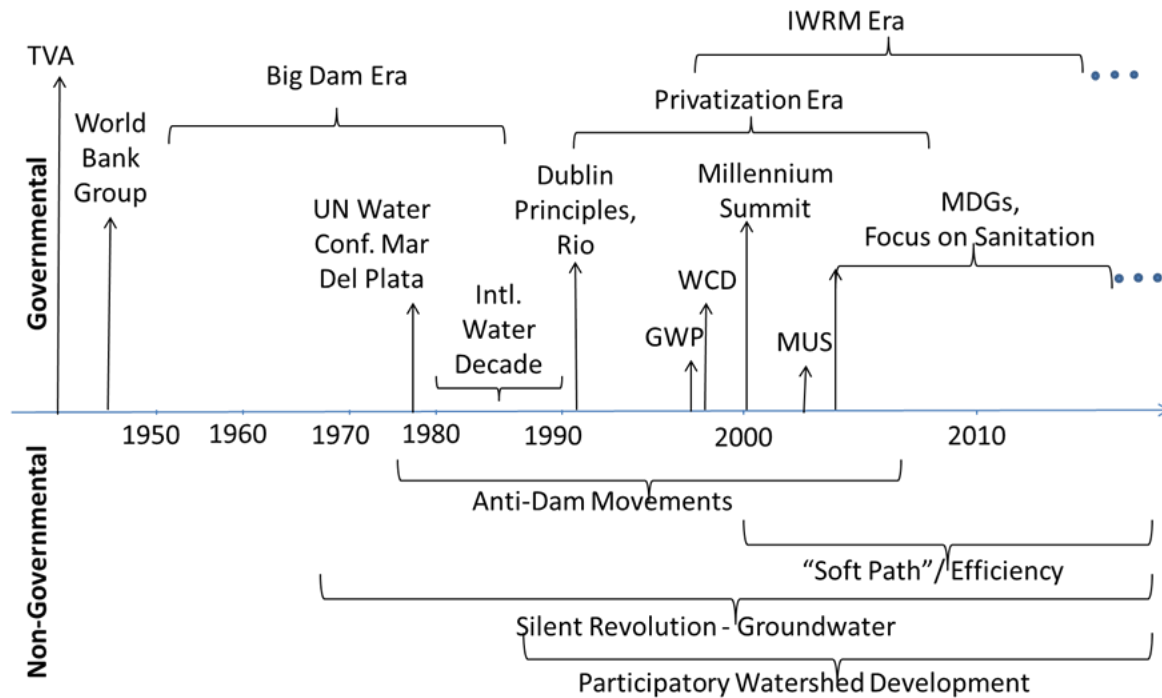 IWRM Era
TVA
Big Dam Era
Privatization Era
World
Bank
Group
Governmental
Dublin
Principles,
Rio
Millennium
Summit
MDGs,
Focus on Sanitation
UN Water
Conf. Mar
Del Plata
Intl.
Water
Decade
WCD
GWP
MUS
1950
1960
1970
1980
1990
2000
2010
Non-Governmental
Anti-Dam Movements
“Soft Path”/ Efficiency
Silent Revolution - Groundwater
Participatory Watershed Development